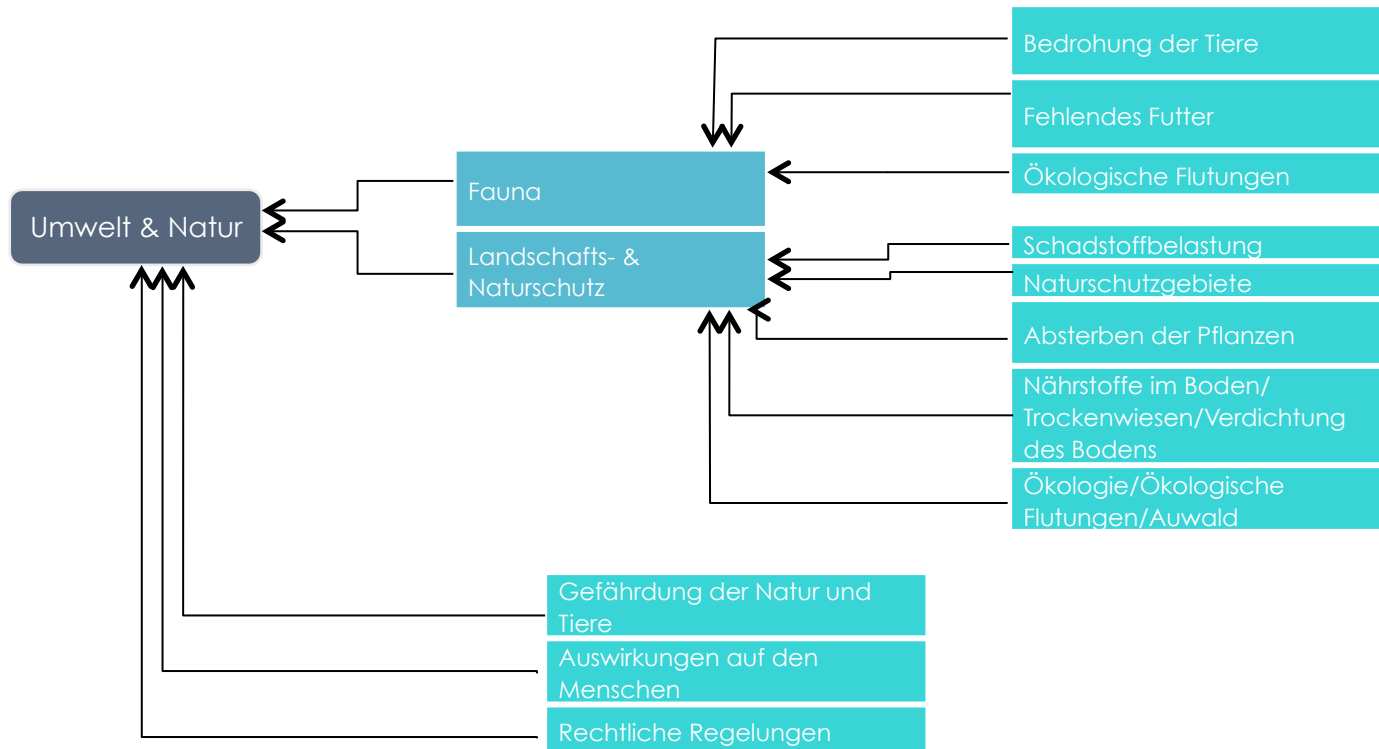 Umwelt & Natur
Fauna
Landschafts- &
Naturschutz
Bedrohung der Tiere
Fehlendes Futter
Ökologische Flutungen
Schadstoffbelastung
Naturschutzgebiete
Absterben der Pflanzen
Nährstoffe im Boden/
Trockenwiesen/Verdichtung
des Bodens
Ökologie/Ökologische
Flutungen/Auwald
Gefährdung der Natur und
Tiere
Auswirkungen auf den
Menschen
Rechtliche Regelungen